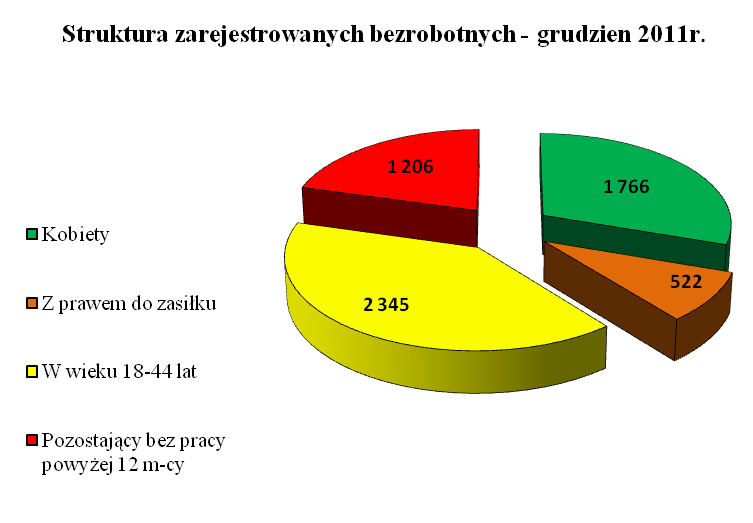 Struktura zarejestrowanych bezrobotnych - grudzien 2011r.
1 206
1 766
522
2 345
Kobiety
Z prawem do zasiłku
W wieku 18-44 lat
Pozostający bez pracy
powyżej 12 m-cy